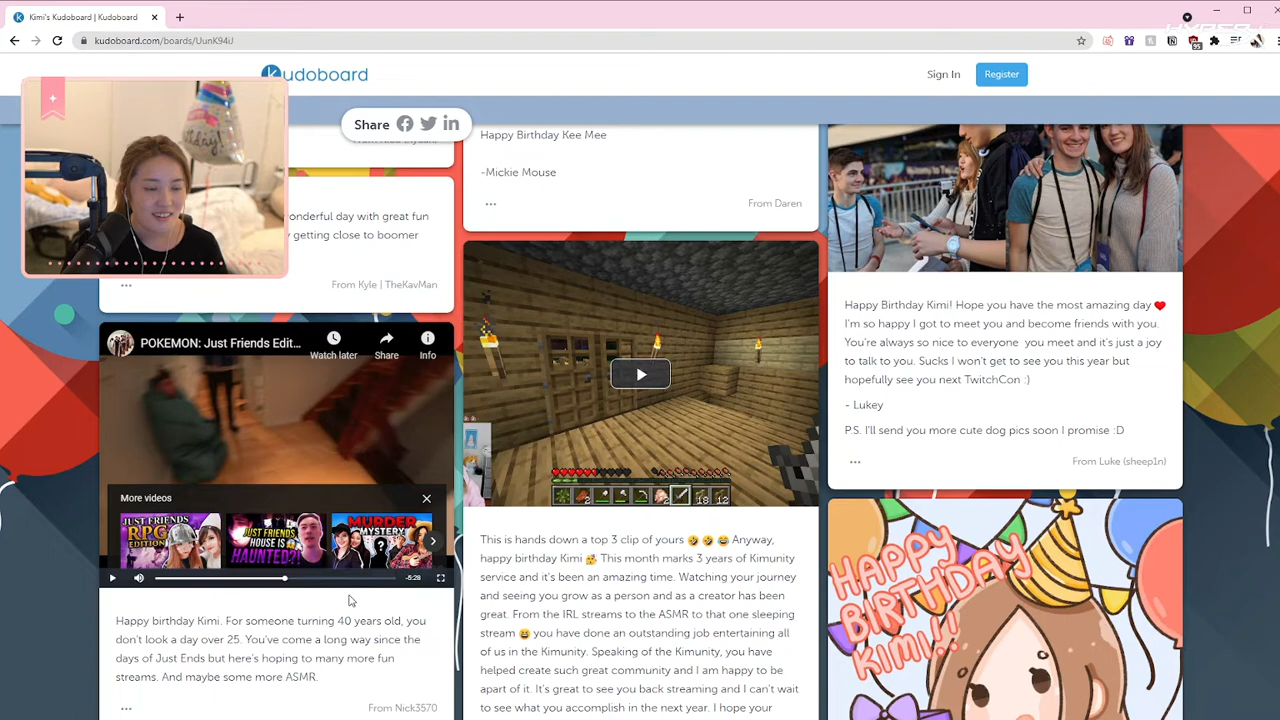 Kimi's Kudoboard | Kudoboard
kudoboard.com/boards/UunK94iJ
kudoboard
Sign In
Register
Share
onderful day with great fun
y getting close to boomer
From Kyle | TheKavMan
POKEMON: Just Friends Edit...
Watch later
Share
Info
More videos
JUST FRIENDS RPG EDITION
JUST FRIENDS HOUSE IS HAUNTED?!
MURDER MYSTERY
-5:28
Happy birthday Kimi. For someone turning 40 years old, you
don't look a day over 25. You've come a long way since the
days of Just Ends but here's hoping to many more fun
streams. And maybe some more ASMR.
From Nick3570
Happy Birthday Kee Mee
-Mickie Mouse
From Daren
2
2
18
12
This is hands down a top 3 clip of yours 🤣 🤣 😂 Anyway,
happy birthday Kimi 🥳 This month marks 3 years of Kimunity
service and it's been an amazing time. Watching your journey
and seeing you grow as a person and as a creator has been
great. From the IRL streams to the ASMR to that one sleeping
stream 😆 you have done an outstanding job entertaining all
of us in the Kimunity. Speaking of the Kimunity, you have
helped create such great community and I am happy to be
apart of it. It's great to see you back streaming and I can't wait
to see what you accomplish in the next year. I hope your
Happy Birthday Kimi! Hope you have the most amazing day ❤
I'm so happy I got to meet you and become friends with you.
You're always so nice to everyone you meet and it's just a joy
to talk to you. Sucks I won't get to see you this year but
hopefully see you next TwitchCon :)
- Lukey
P.S. I'll send you more cute dog pics soon I promise :D
From Luke (sheep1n)
HAPPY
BIRTHDAY
KIMI!!